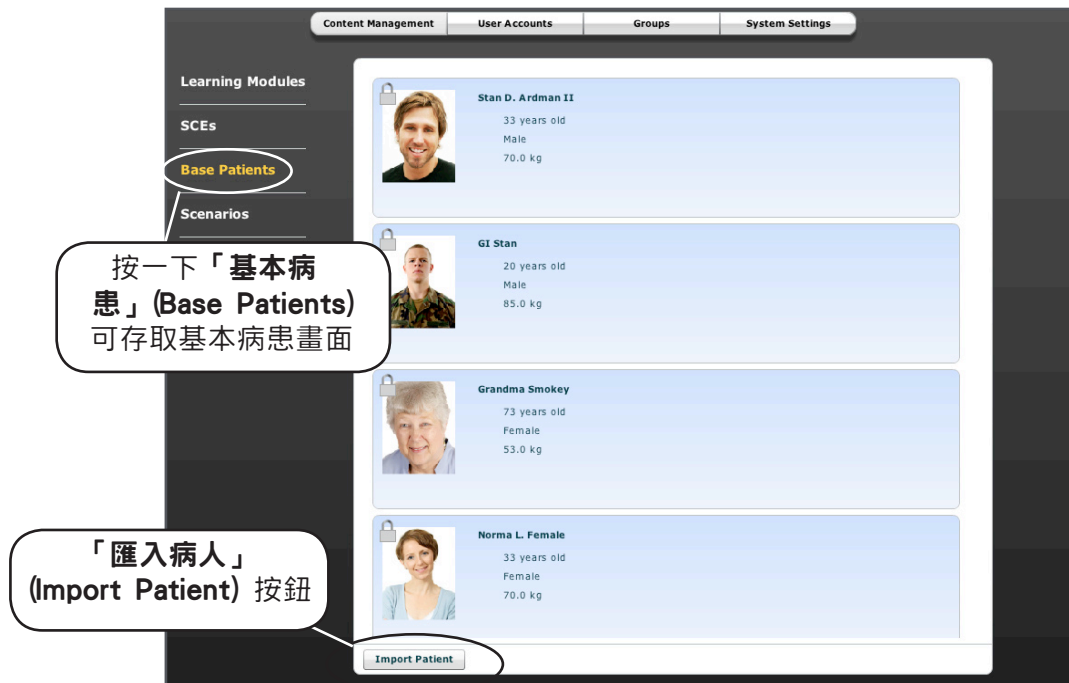 Content Management
User Accounts
Groups
System Settings
Learning Modules
SCEs
Base Patients
Scenarios
按一下「基本病
患」(Base Patients)
可存取基本病患畫面
Stan D. Ardman II
33 years old
Male
70.0 kg
GI Stan
20 years old
Male
85.0 kg
Grandma Smokey
73 years old
Female
53.0 kg
Norma L. Female
33 years old
Female
70.0 kg
「匯入病人」
(Import Patient) 按鈕
Import Patient